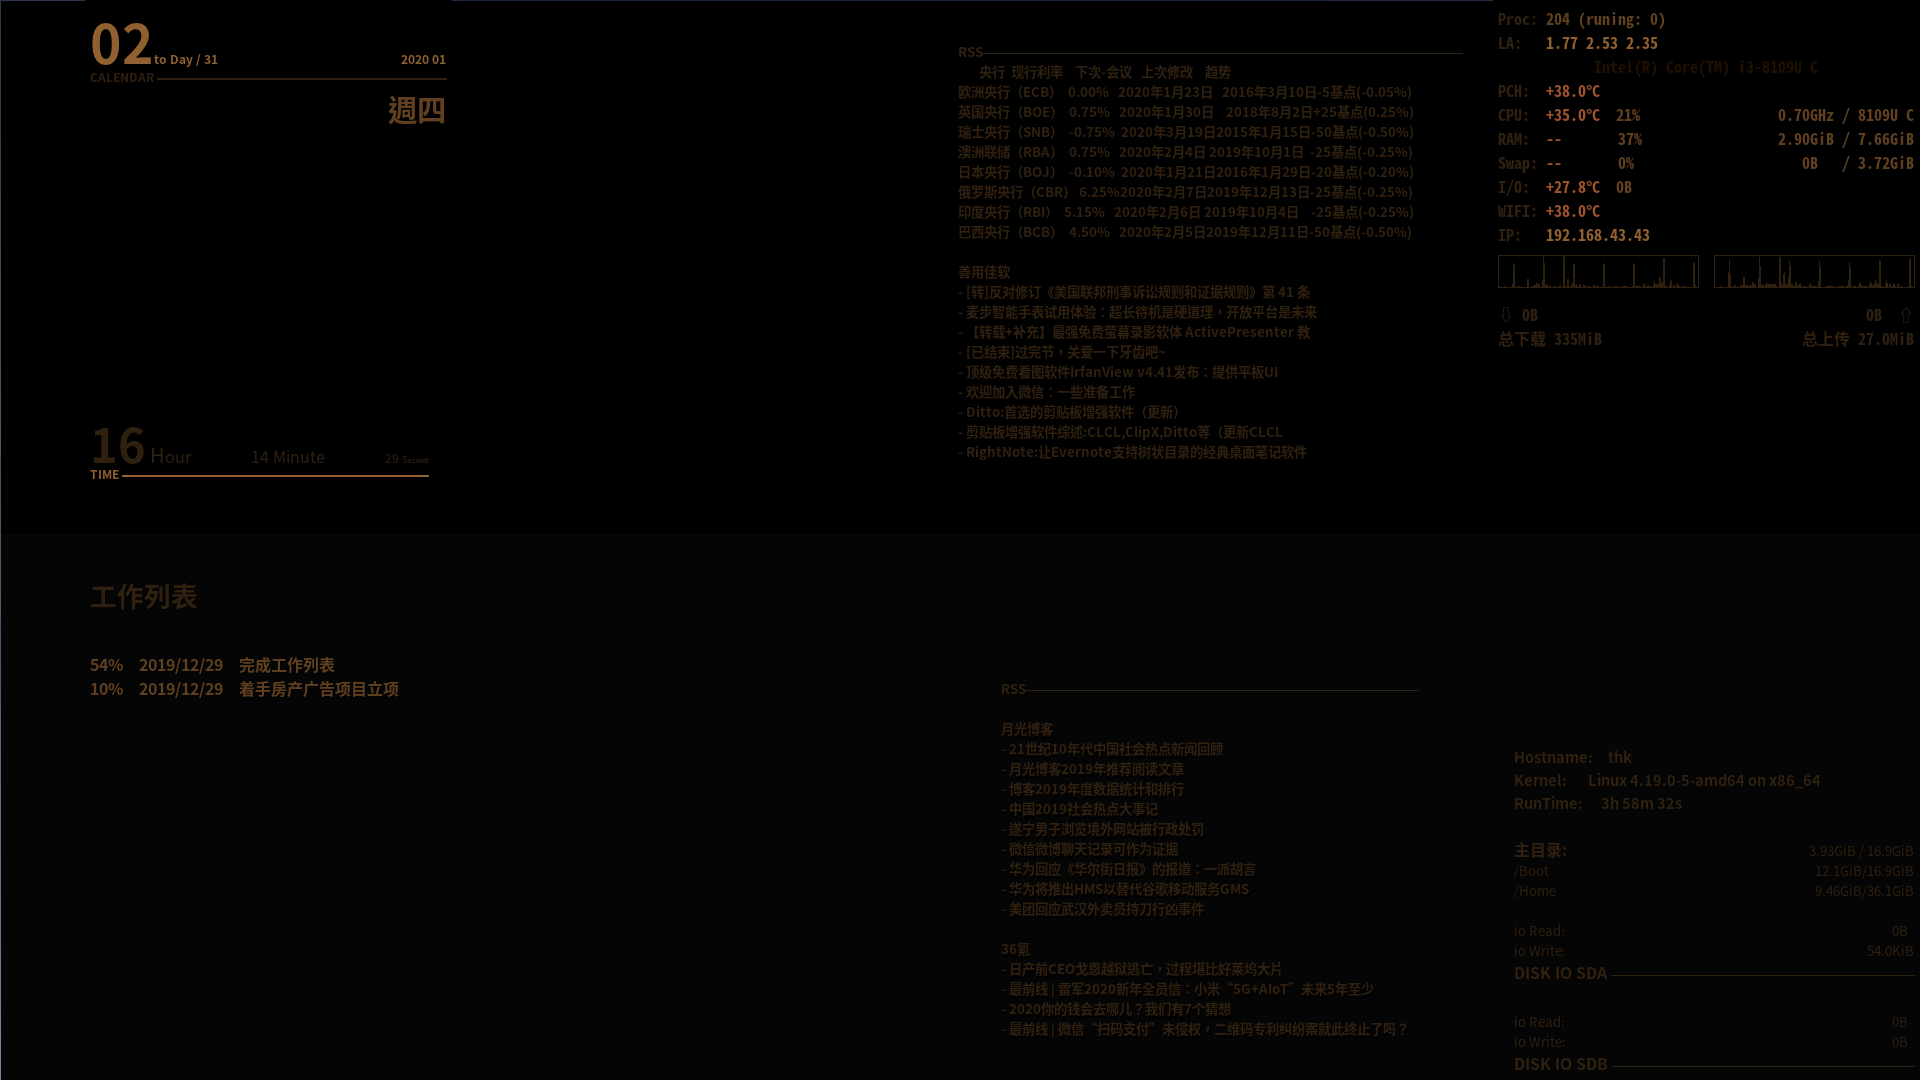 02 to Day / 31 2020 01
CALENDAR
週四
16 Hour 14 Minute 29 Second
TIME
RSS
央行 现行利率 下次-会议 上次修改 趋势
欧洲央行（ECB） 0.00% 2020年1月23日 2016年3月10日-5基点(-0.05%)
英国央行（BOE） 0.75% 2020年1月30日 2018年8月2日+25基点(0.25%)
瑞士央行（SNB） -0.75% 2020年3月19日2015年1月15日-50基点(-0.50%)
澳洲联储（RBA） 0.75% 2020年2月4日 2019年10月1日 -25基点(-0.25%)
日本央行（BOJ） -0.10% 2020年1月21日2016年1月29日-20基点(-0.20%)
俄罗斯央行（CBR） 6.25%2020年2月7日2019年12月13日-25基点(-0.25%)
印度央行（RBI） 5.15% 2020年2月6日 2019年10月4日 -25基点(-0.25%)
巴西央行（BCB） 4.50% 2020年2月5日2019年12月11日-50基点(-0.50%)
善用佳软
- [转]反对修订《美国联邦刑事诉讼规则和证据规则》第 41 条
- 麦步智能手表试用体验：超长待机是硬道理，开放平台是未来
- 【转载+补充】最强免费萤幕录影软体 ActivePresenter 教
- [已结束]过完节，关爱一下牙齿吧~
- 顶级免费看图软件IrfanView v4.41发布：提供平板UI
- 欢迎加入微信：一些准备工作
- Ditto:首选的剪贴板增强软件（更新）
- 剪贴板增强软件综述:CLCL,ClipX,Ditto等（更新CLCL
- RightNote:让Evernote支持树状目录的经典桌面笔记软件
Proc: 204 (runing: 0)
LA: 1.77 2.53 2.35
Intel(R) Core(TM) i3-8109U C
PCH: +38.0°C
CPU: +35.0°C 21% 0.70GHz / 8109U C
RAM: -- 37% 2.90GiB / 7.66GiB
Swap: -- 0% 0B / 3.72GiB
I/O: +27.8°C 0B
WIFI: +38.0°C
IP: 192.168.43.43
⇩ 0B 0B ⇧
总下载 335MiB 总上传 27.0MiB
工作列表
54% 2019/12/29 完成工作列表
10% 2019/12/29 着手房产广告项目立项
RSS
月光博客
- 21世纪10年代中国社会热点新闻回顾
- 月光博客2019年推荐阅读文章
- 博客2019年度数据统计和排行
- 中国2019社会热点大事记
- 遂宁男子浏览境外网站被行政处罚
- 微信微博聊天记录可作为证据
- 华为回应《华尔街日报》的报道：一派胡言
- 华为将推出HMS以替代谷歌移动服务GMS
- 美团回应武汉外卖员持刀行凶事件
36氪
- 日产前CEO戈恩越狱逃亡，过程堪比好莱坞大片
- 最前线 | 雷军2020新年全员信：小米“5G+AIoT”未来5年至少
- 2020你的钱会去哪儿？我们有7个猜想
- 最前线 | 微信“扫码支付”未侵权，二维码专利纠纷案就此终止了吗？
Hostname: thk
Kernel: Linux 4.19.0-5-amd64 on x86_64
RunTime: 3h 58m 32s
主目录: 3.93GiB / 16.9GiB
/Boot 12.1GiB/16.9GiB
/Home 9.46GiB/36.1GiB
io Read: 0B
io Write: 54.0KiB
DISK IO SDA
io Read: 0B
io Write: 0B
DISK IO SDB